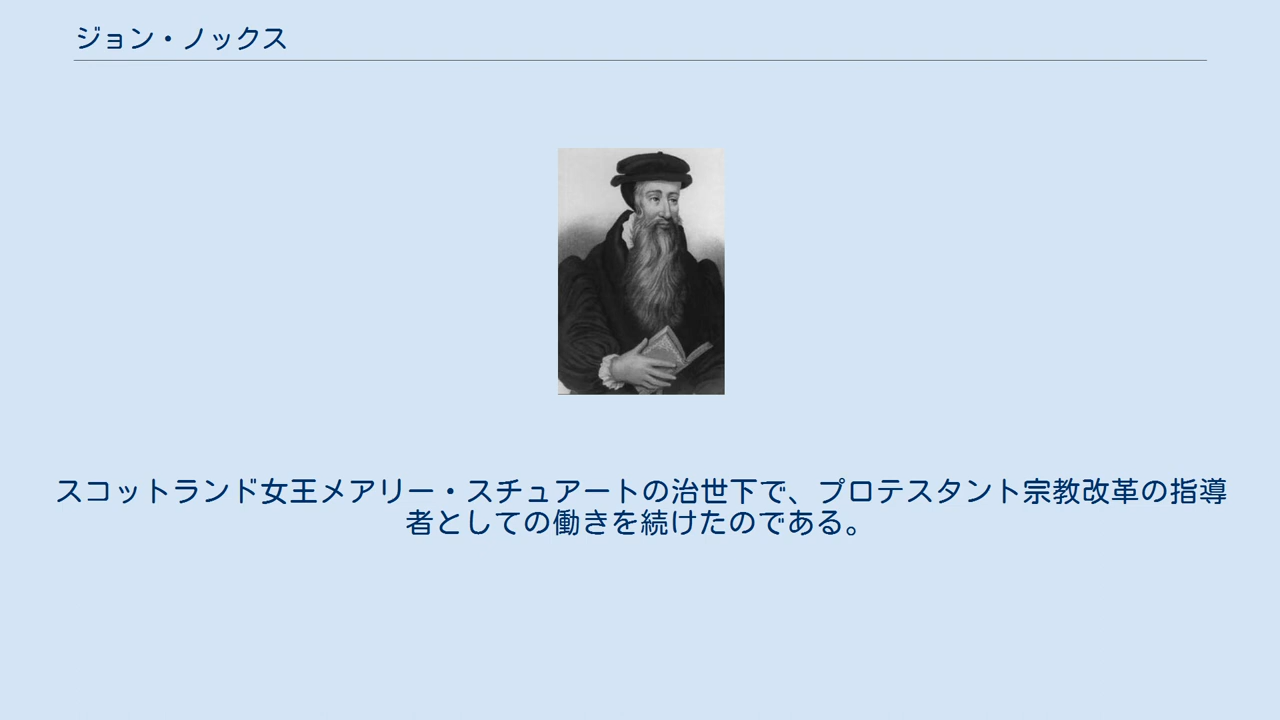 ジョン・ノックス
スコットランド女王メアリー・スチュアートの治世下で、プロテスタント宗教改革の指導
者としての働きを続けたのである。